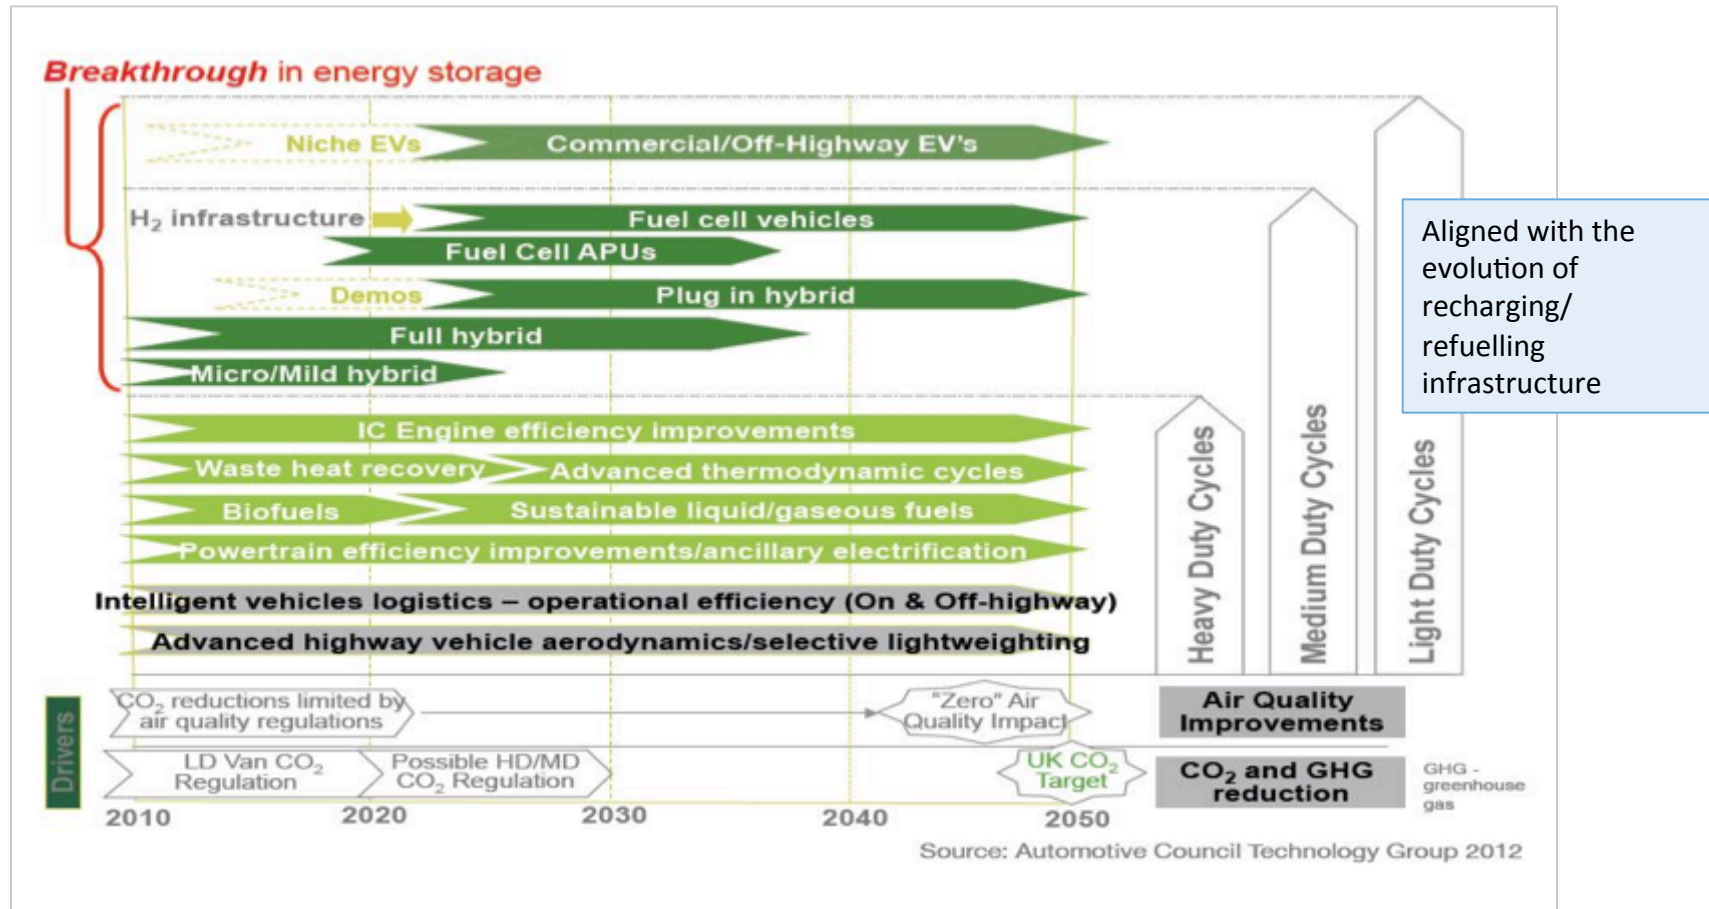 Breakthrough in energy storage
Niche EVs
Commercial/Off-Highway EV's
H₂ infrastructure
Fuel cell vehicles
Fuel Cell APUs
Demos
Plug in hybrid
Full hybrid
Micro/Mild hybrid
IC Engine efficiency improvements
Waste heat recovery
Advanced thermodynamic cycles
Biofuels
Sustainable liquid/gaseous fuels
Powertrain efficiency improvements/ancillary electrification
Intelligent vehicles logistics – operational efficiency (On & Off-highway)
Advanced highway vehicle aerodynamics/selective lightweighting
Heavy Duty Cycles
Medium Duty Cycles
Light Duty Cycles
Aligned with the
evolution of
recharging/
refuelling
infrastructure
Drivers
CO₂ reductions limited by
air quality regulations
"Zero" Air
Quality Impact
Air Quality
Improvements
LD Van CO₂
Regulation
Possible HD/MD
CO₂ Regulation
UK CO₂
Target
CO₂ and GHG
reduction
GHG -
greenhouse
gas
2010
2020
2030
2040
2050
Source: Automotive Council Technology Group 2012